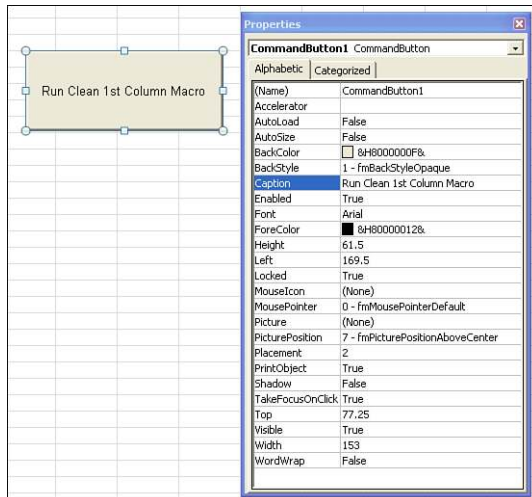 Run Clean 1st Column Macro
Properties
CommandButton1 CommandButton
Alphabetic Categorized
(Name) CommandButton1
Accelerator
AutoLoad False
AutoSize False
BackColor &H8000000F&
BackStyle 1 - fmBackStyleOpaque
Caption Run Clean 1st Column Macro
Enabled True
Font Arial
ForeColor &H80000012&
Height 61.5
Left 169.5
Locked True
MouseIcon (None)
MousePointer 0 - fmMousePointerDefault
Picture (None)
PicturePosition 7 - fmPicturePositionAboveCenter
Placement 2
PrintObject True
Shadow False
TakeFocusOnClick True
Top 77.25
Visible True
Width 153
WordWrap False